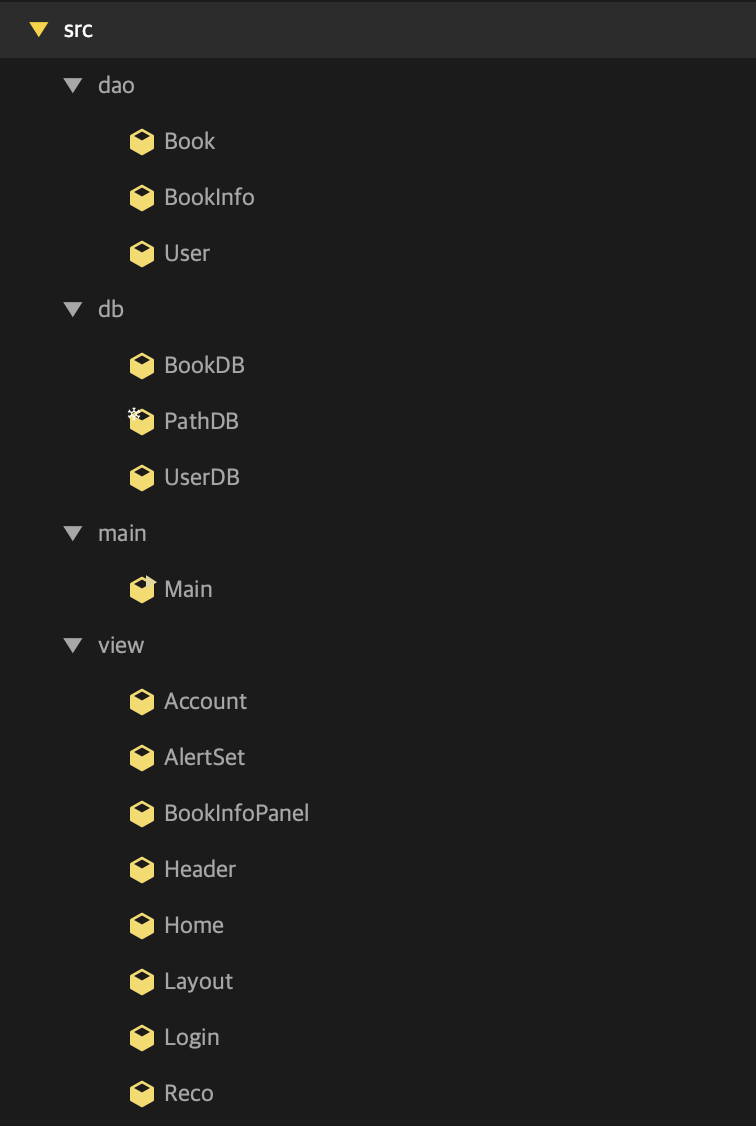 src
dao
Book
BookInfo
User
db
BookDB
PathDB
UserDB
main
Main
view
Account
AlertSet
BookInfoPanel
Header
Home
Layout
Login
Reco